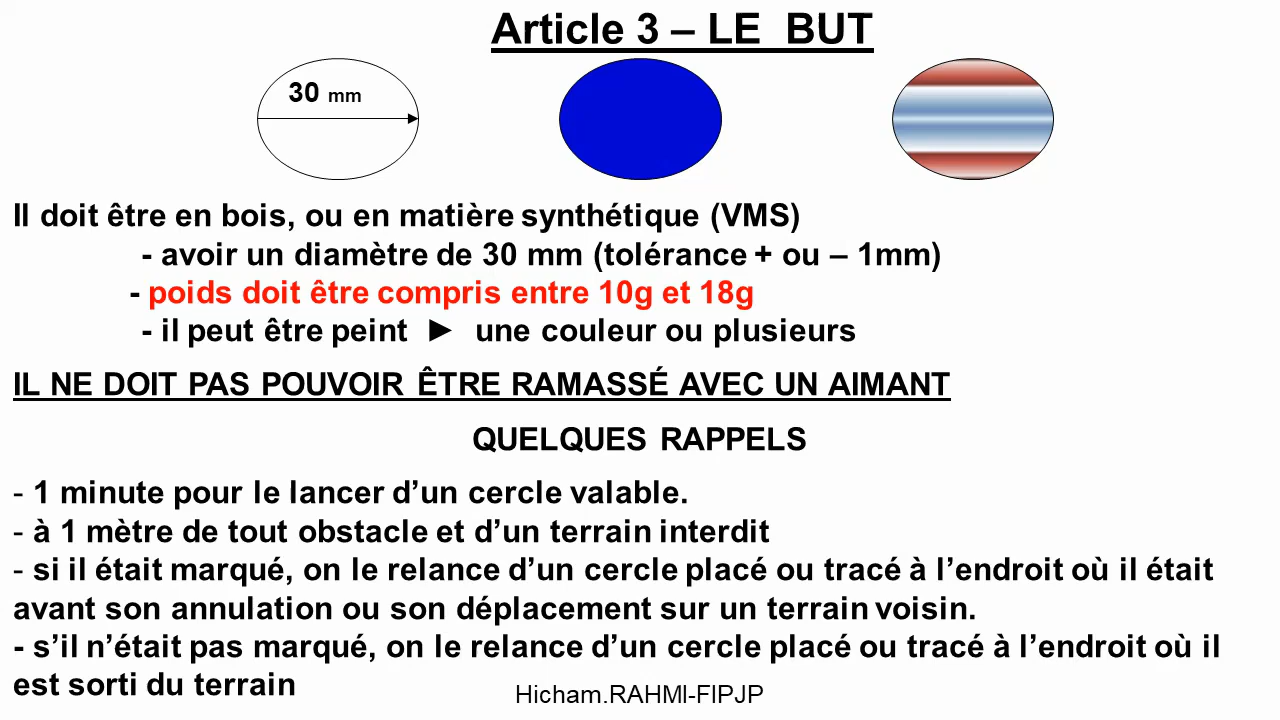 Article 3 – LE BUT
30 mm
Il doit être en bois, ou en matière synthétique (VMS)
- avoir un diamètre de 30 mm (tolérance + ou – 1mm)
- poids doit être compris entre 10g et 18g
- il peut être peint ► une couleur ou plusieurs
IL NE DOIT PAS POUVOIR ÊTRE RAMASSÉ AVEC UN AIMANT
QUELQUES RAPPELS
- 1 minute pour le lancer d’un cercle valable.
- à 1 mètre de tout obstacle et d’un terrain interdit
- si il était marqué, on le relance d’un cercle placé ou tracé à l’endroit où il était
avant son annulation ou son déplacement sur un terrain voisin.
- s’il n’était pas marqué, on le relance d’un cercle placé ou tracé à l’endroit où il
est sorti du terrain
Hicham.RAHMI-FIPJP